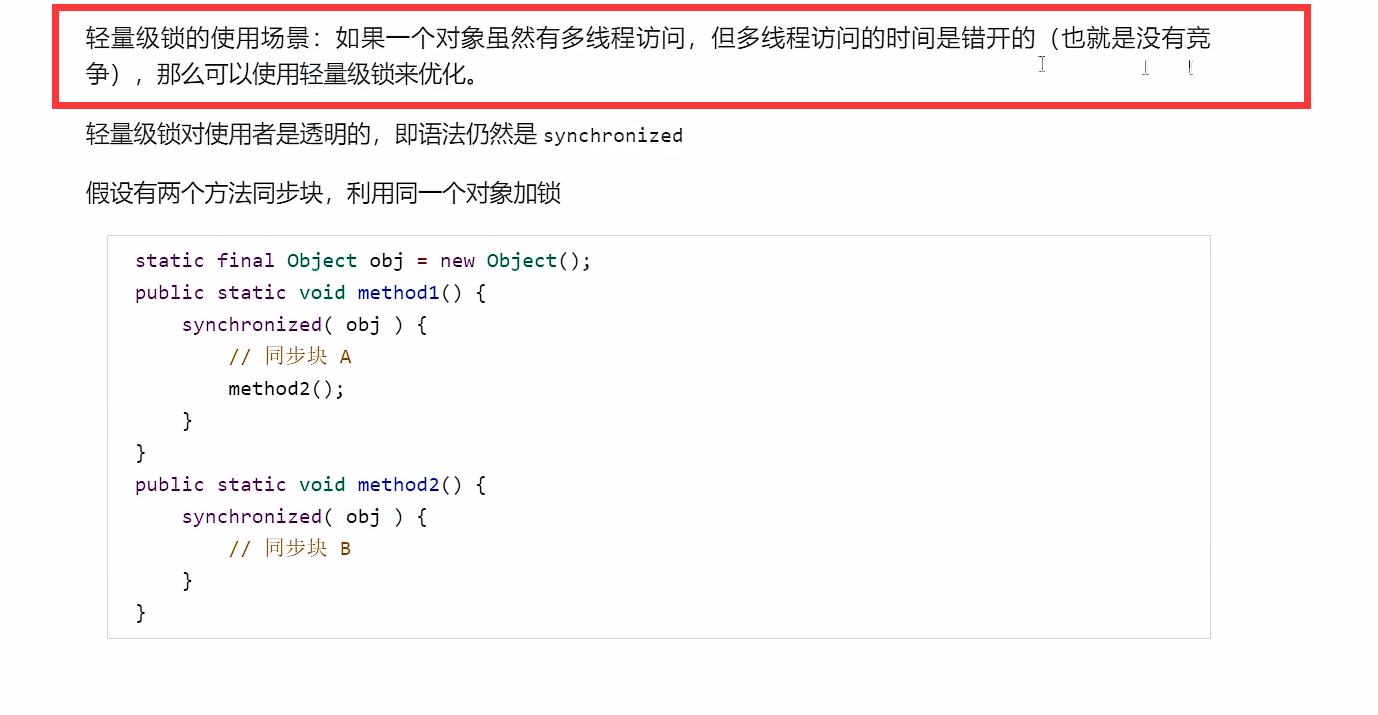 轻量级锁的使用场景：如果一个对象虽然有多线程访问，但多线程访问的时间是错开的（也就是没有竞
争），那么可以使用轻量级锁来优化。
轻量级锁对使用者是透明的，即语法仍然是 synchronized
假设有两个方法同步块，利用同一个对象加锁
static final Object obj = new Object();
public static void method1() {
    synchronized( obj ) {
        // 同步块 A
        method2();
    }
}
public static void method2() {
    synchronized( obj ) {
        // 同步块 B
    }
}